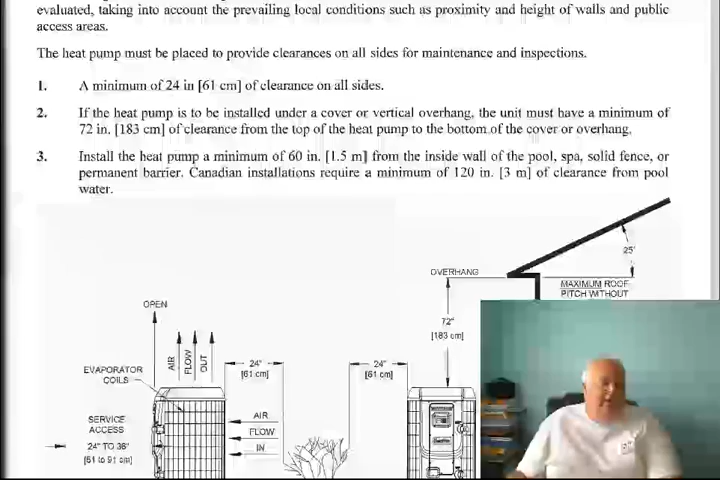 evaluated, taking into account the prevailing local conditions such as proximity and height of walls and public
access areas.
The heat pump must be placed to provide clearances on all sides for maintenance and inspections.
1. A minimum of 24 in [61 cm] of clearance on all sides.
2. If the heat pump is to be installed under a cover or vertical overhang, the unit must have a minimum of
72 in. [183 cm] of clearance from the top of the heat pump to the bottom of the cover or overhang.
3. Install the heat pump a minimum of 60 in. [1.5 m] from the inside wall of the pool, spa, solid fence, or
permanent barrier. Canadian installations require a minimum of 120 in. [3 m] of clearance from pool
water.
25°
OVERHANG
MAXIMUM ROOF
PITCH WITHOUT
OPEN
72"
[183 cm]
AIR
FLOW
OUT
24"
[61 cm]
24"
[61 cm]
EVAPORATOR
COILS
SERVICE
ACCESS
24" TO 36"
[61 to 91 cm]
AIR
FLOW
IN